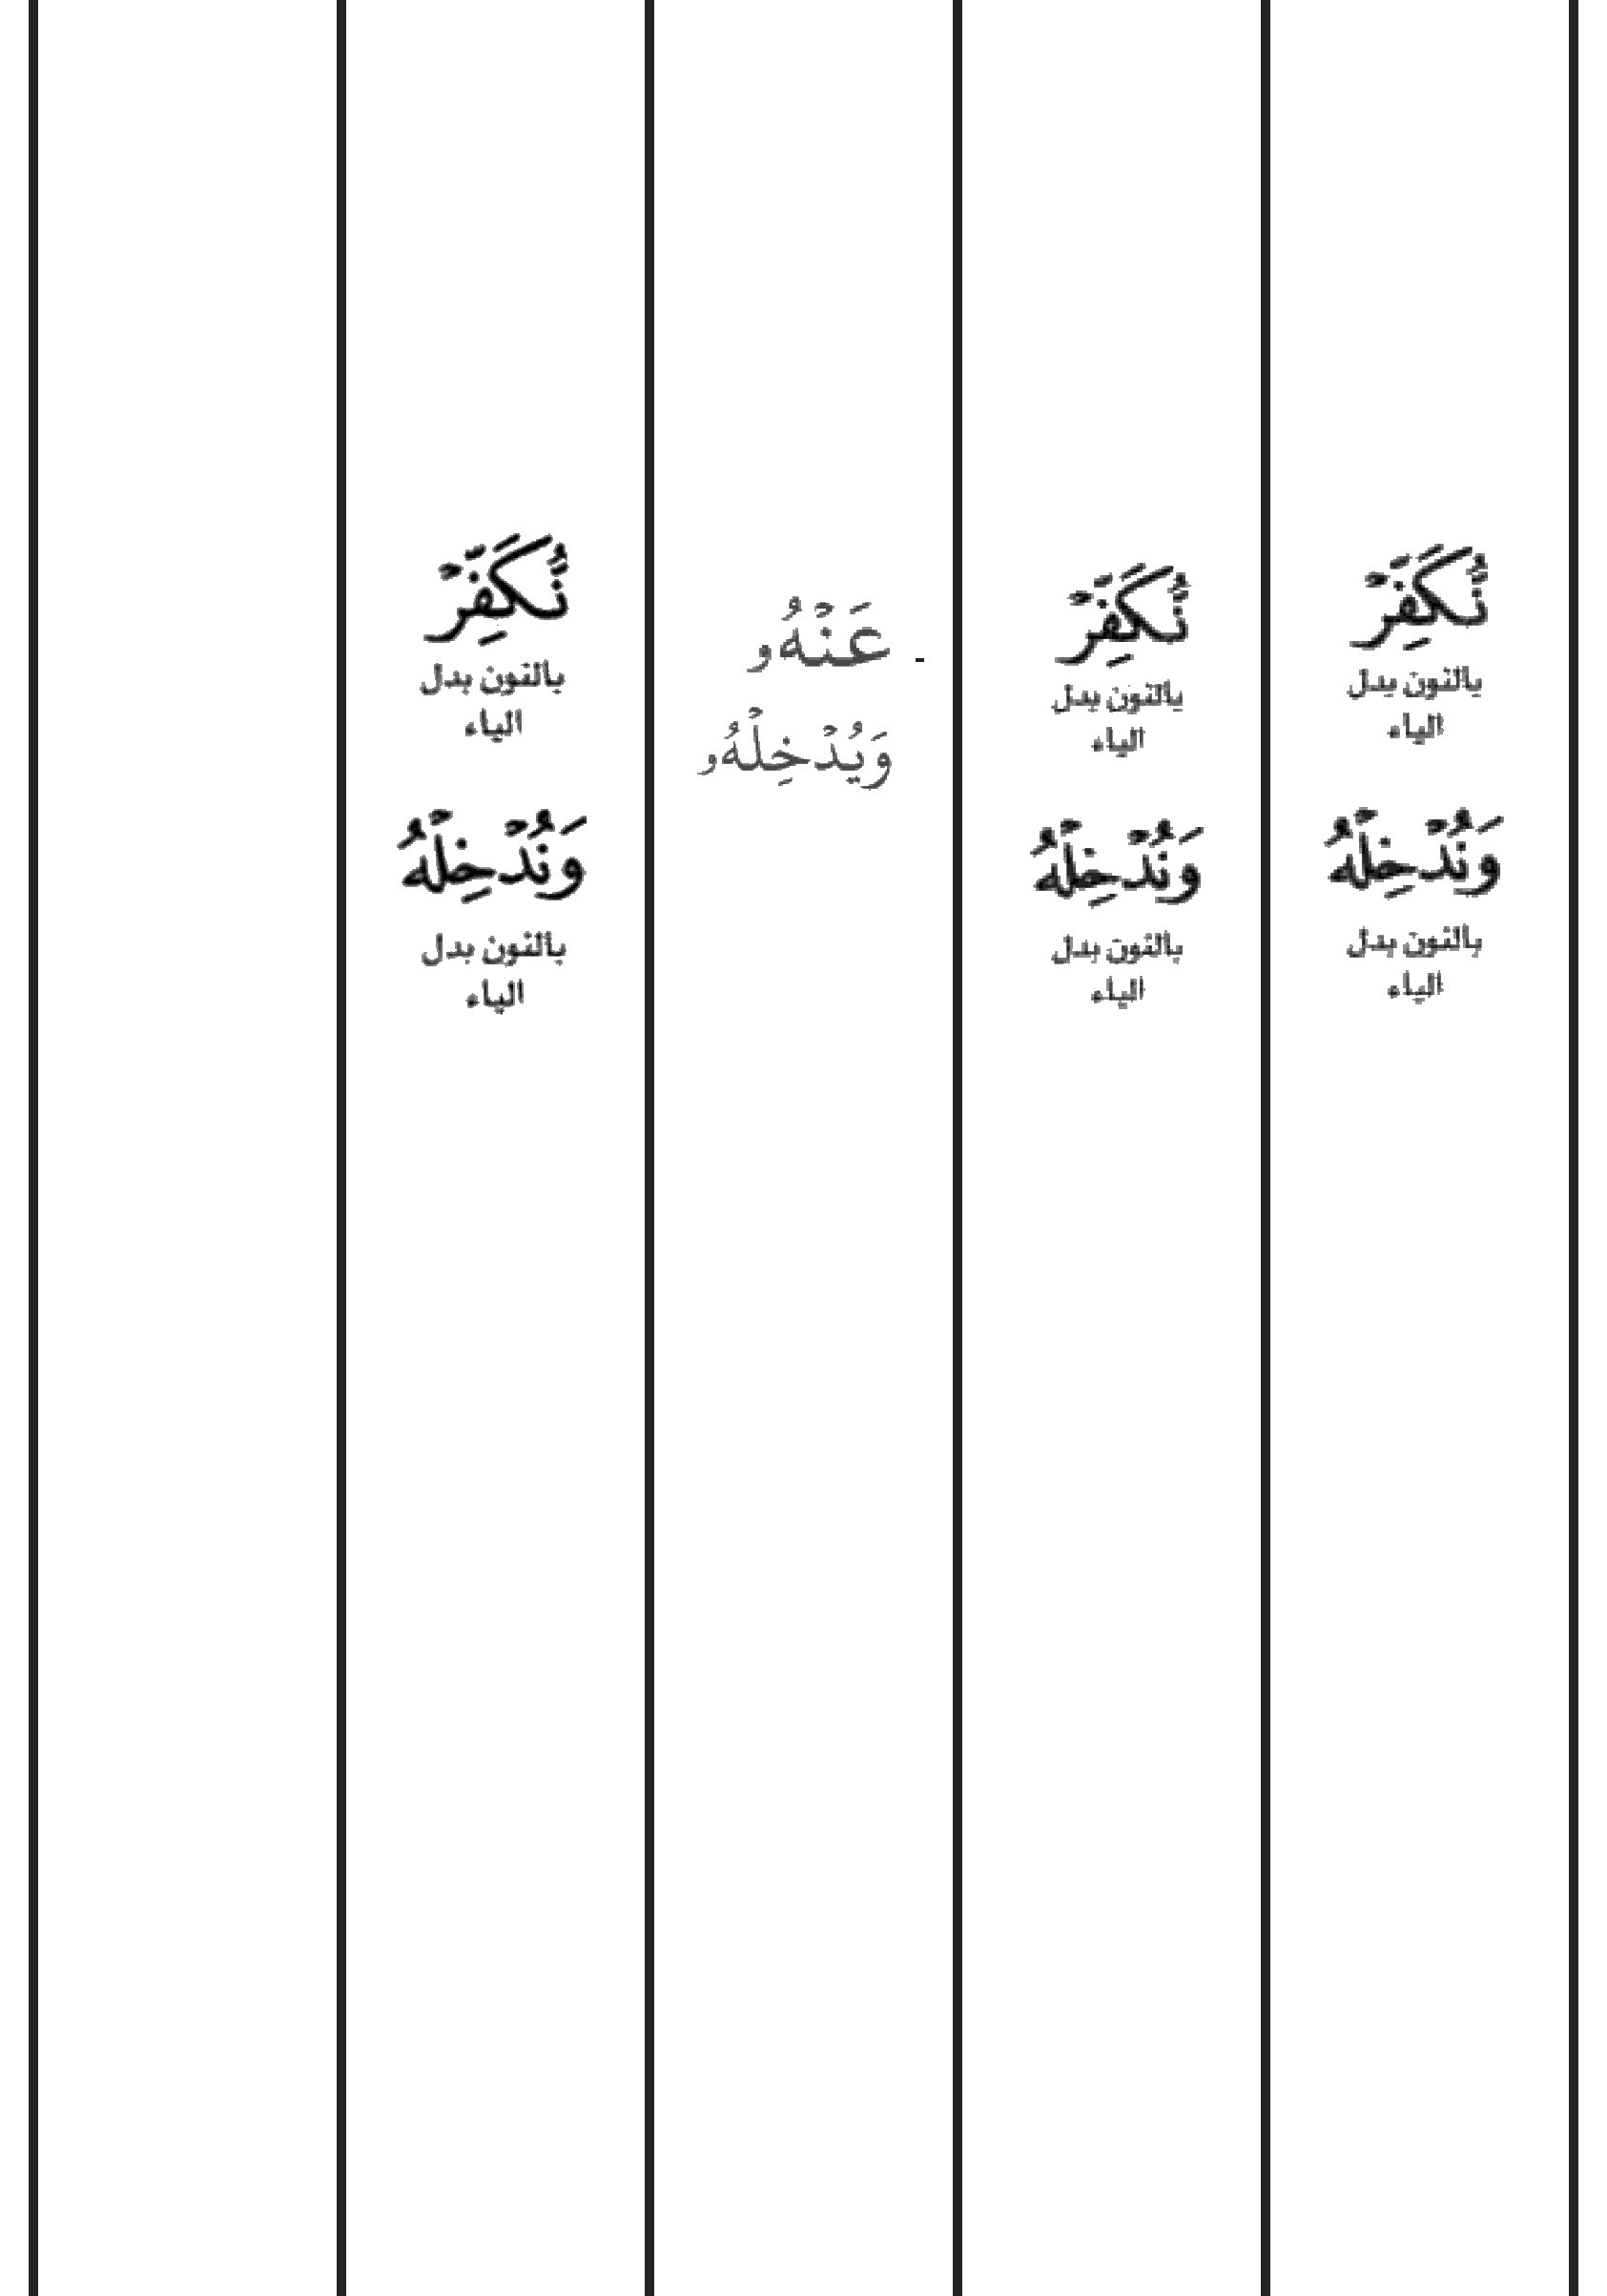 نُّكَفِّرۡ
بالنون بدل
الياء
وَنُدۡخِلۡهُ
بالنون بدل
الياء
نُّكَفِّرۡ
بالنون بدل
الياء
وَنُدۡخِلۡهُ
بالنون بدل
الياء
- عَنۡهُۥ
وَيُدۡخِلۡهُۥ
نُّكَفِّرۡ
بالنون بدل
الياء
وَنُدۡخِلۡهُ
بالنون بدل
الياء